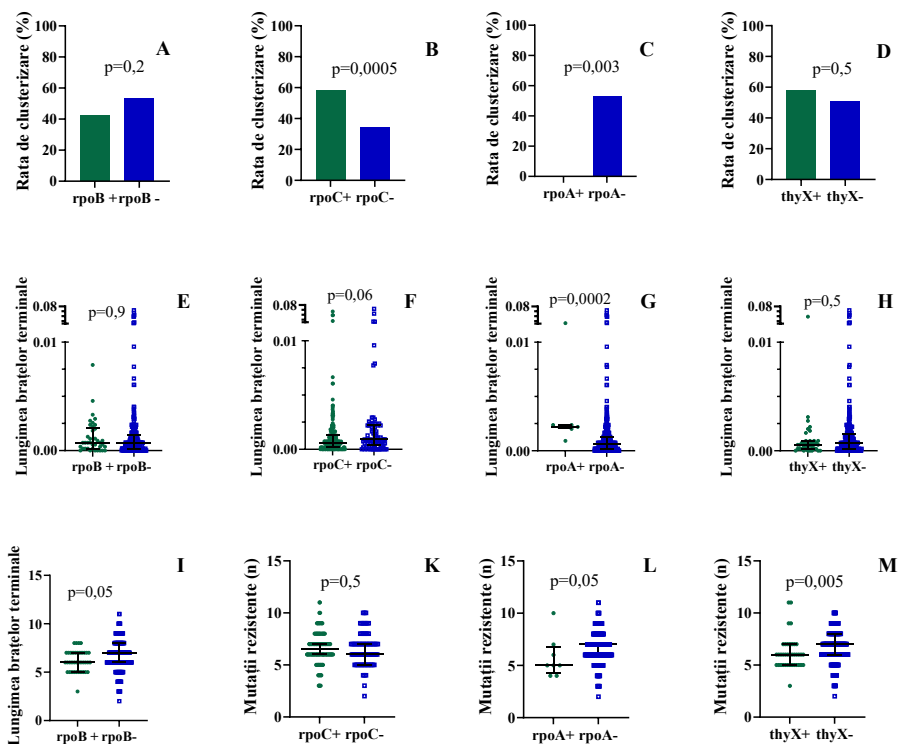 Rata de clusterizare (%)
100
80
60
40
20
0
p=0,2
A
rpoB + rpoB -
Rata de clusterizare (%)
100
80
60
40
20
0
p=0,0005
B
rpoC+ rpoC-
Rata de clusterizare (%)
100
80
60
40
20
0
p=0,003
C
rpoA+ rpoA-
Rata de clusterizare (%)
100
80
60
40
20
0
p=0,5
D
thyX+ thyX-
Lungimea brațelor terminale
0.08
0.01
0.00
p=0,9
E
rpoB + rpoB-
Lungimea brațelor terminale
0.08
0.01
0.00
p=0,06
F
rpoC+ rpoC-
Lungimea brațelor terminale
0.08
0.01
0.00
p=0,0002
G
rpoA+ rpoA-
Lungimea brațelor terminale
0.08
0.01
0.00
p=0,5
H
thyX+ thyX-
Lungimea brațelor terminale
15
10
5
0
p=0,05
I
rpoB + rpoB-
Mutații rezistente (n)
15
10
5
0
p=0,5
K
rpoC+ rpoC-
Mutații rezistente (n)
15
10
5
0
p=0,05
L
rpoA+ rpoA-
Mutații rezistente (n)
15
10
5
0
p=0,005
M
thyX+ thyX-